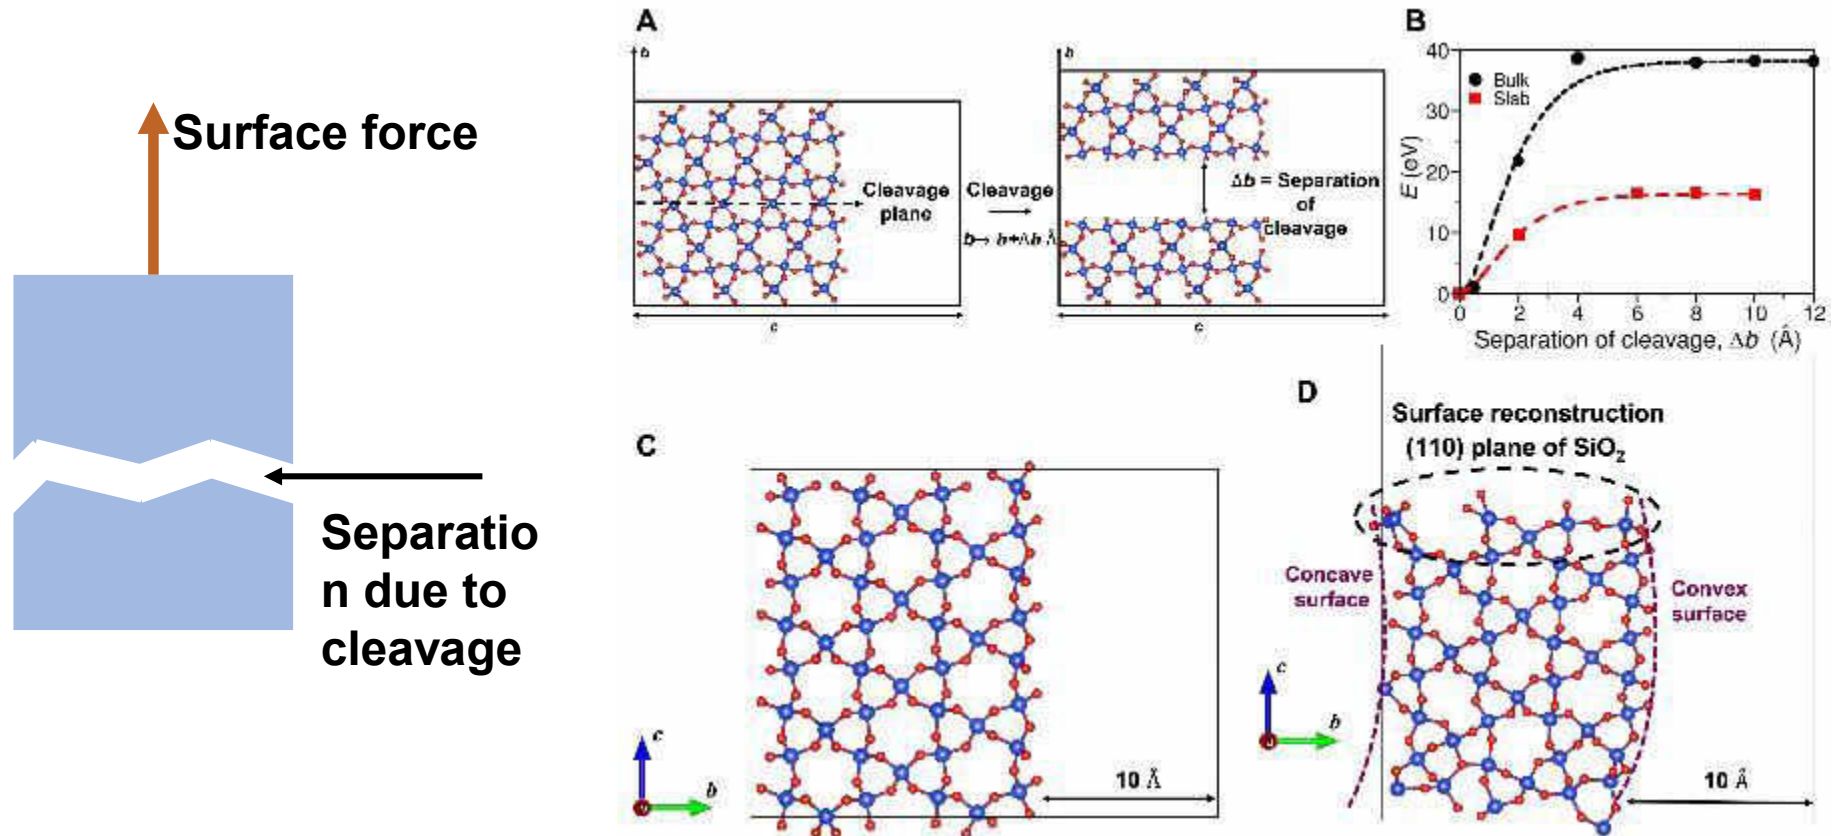 Surface force
Separatio
n due to
cleavage
A
b
Cleavage
plane
c
Cleavage
b→ b+Δb Å
b
Δb = Separation
of
cleavage
c
B
40
30
20
10
0
E (eV)
Bulk
Slab
0 2 4 6 8 10 12
Separation of cleavage, Δb (Å)
C
10 Å
c
b
D
Surface reconstruction
(110) plane of SiO₂
Concave
surface
Convex
surface
c
b
10 Å